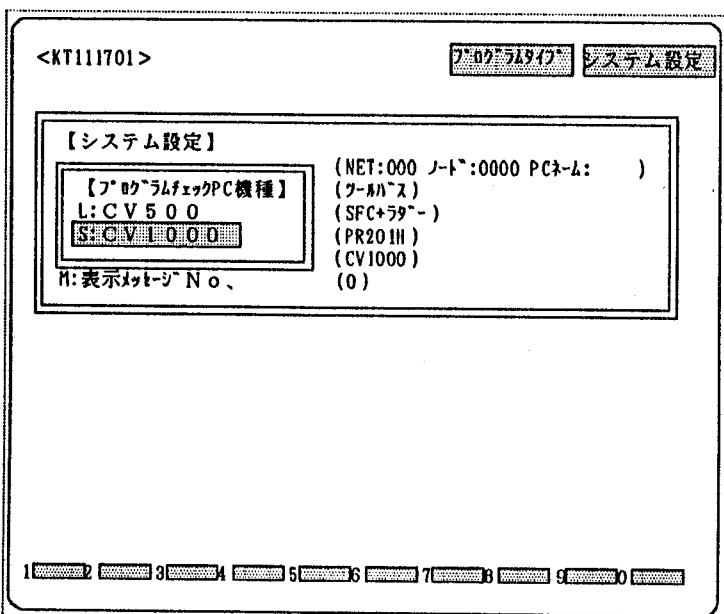 <KT111701>
プログラムタイプ システム設定
【システム設定】
(NET:000 ノード:0000 PCネーム: )
【プログラムチェックPC機種】
(ツールバス)
L:CV500
(SFC+ラダー)
S:CV1000
(PR201H)
(CV1000)
M:表示メッセージNo、
(0)
1 2 3 4 5 6 7 8 9 0